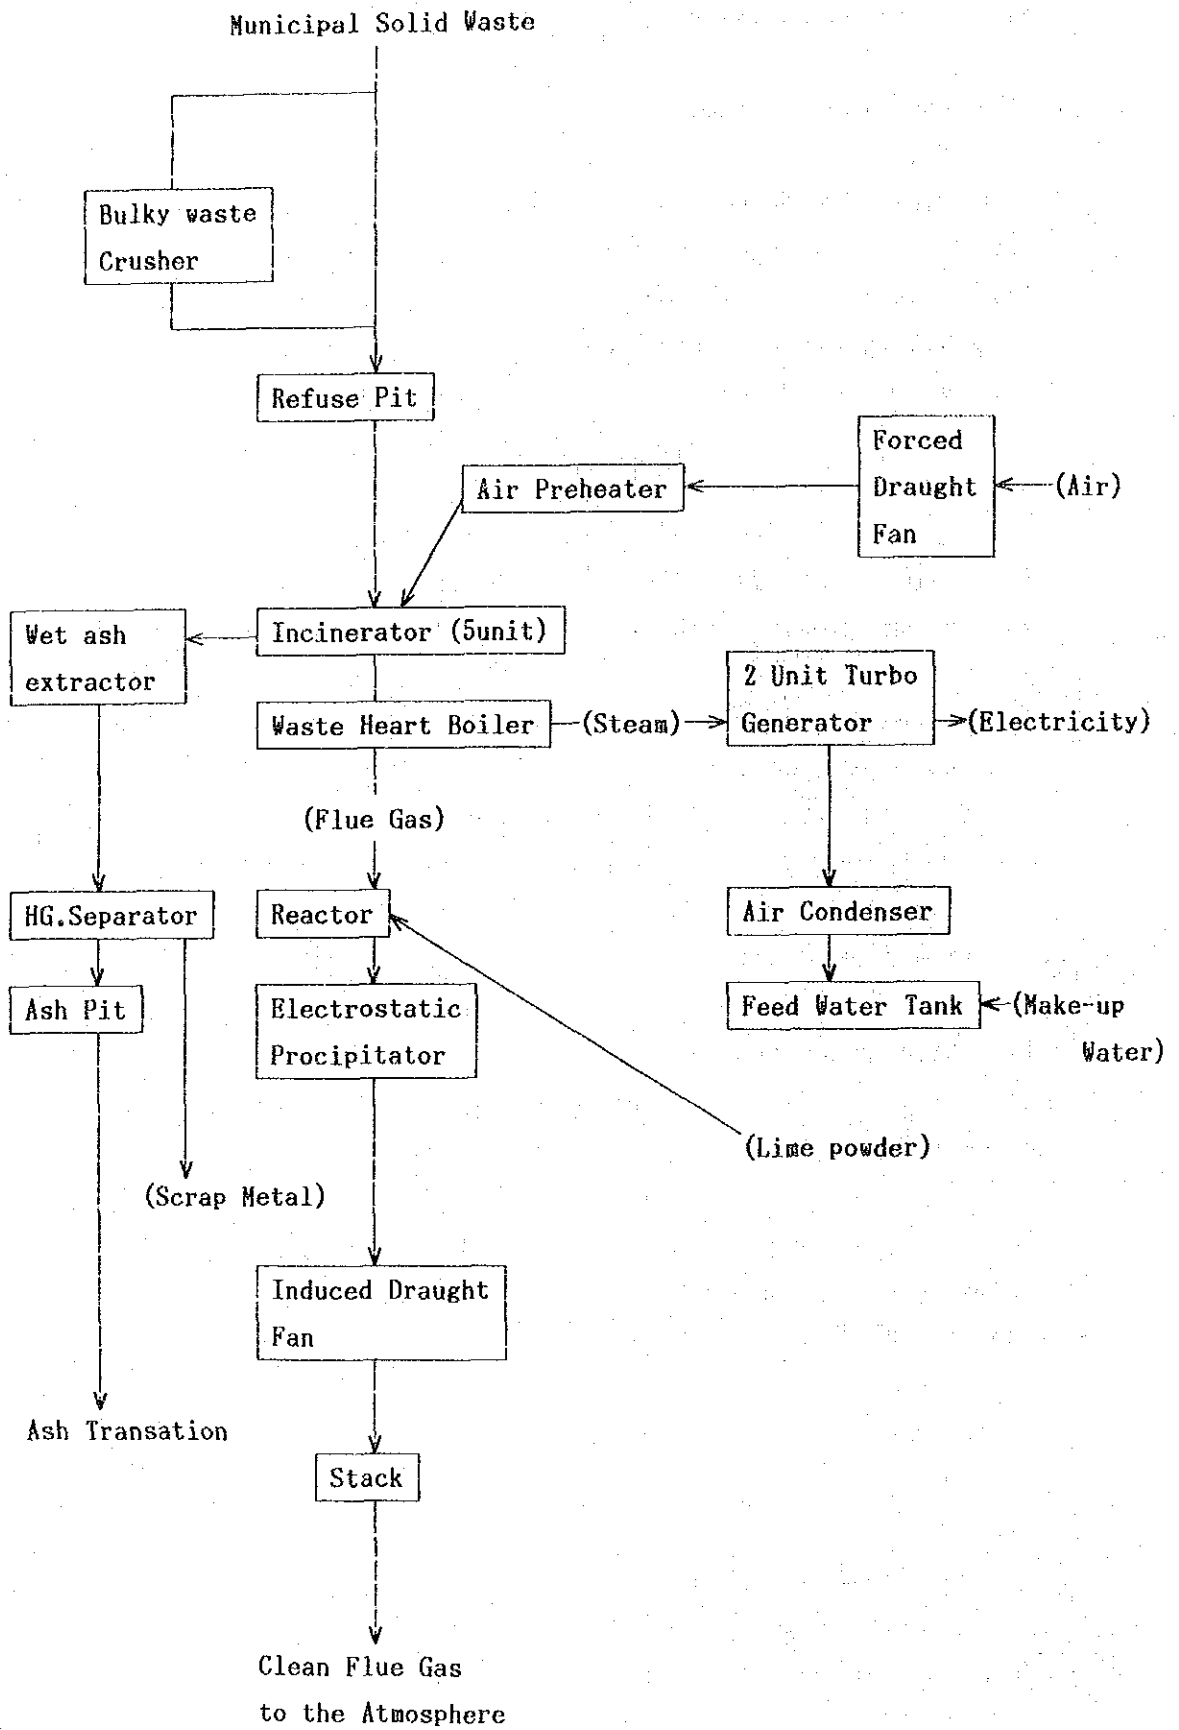 Municipal Solid Waste
Bulky waste
Crusher
Refuse Pit
Forced
Draught
Fan
(Air)
Air Preheater
Wet ash
extractor
Incinerator (5unit)
2 Unit Turbo
Generator
Waste Heart Boiler
(Steam)
(Electricity)
(Flue Gas)
HG.Separator
Reactor
Air Condenser
Ash Pit
Electrostatic
Procipitator
Feed Water Tank
(Make-up
Water)
(Lime powder)
(Scrap Metal)
Induced Draught
Fan
Ash Transation
Stack
Clean Flue Gas
to the Atmosphere